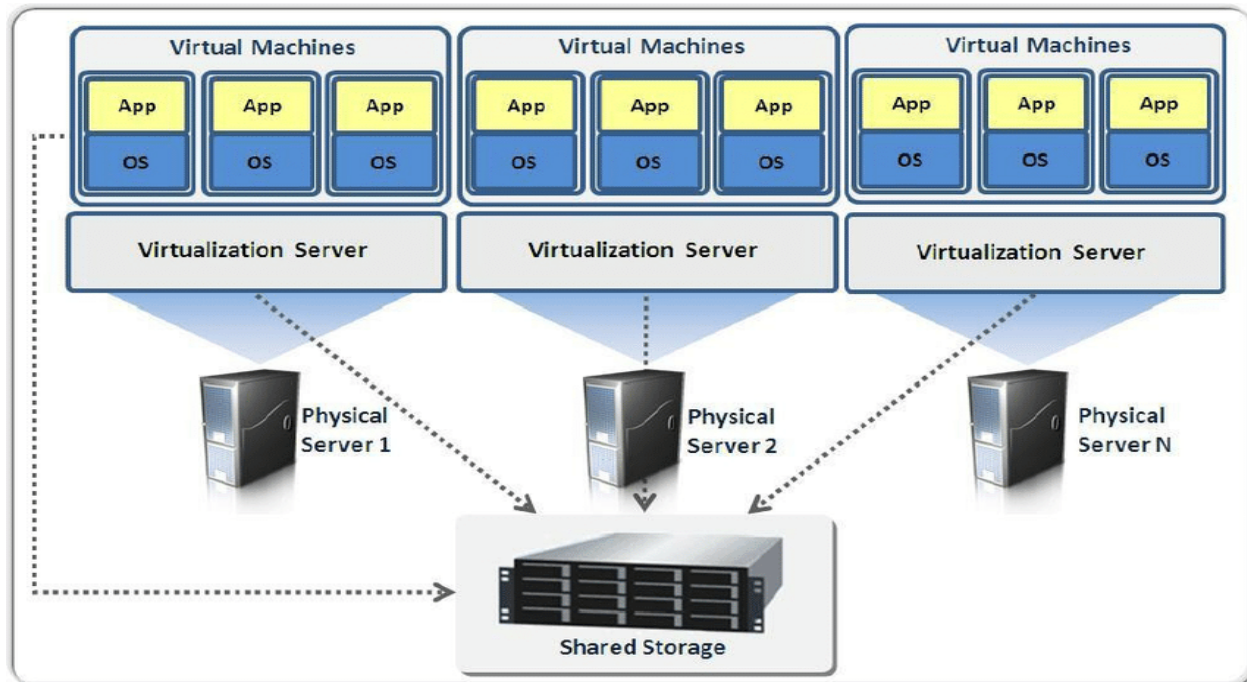 Virtual Machines
Virtual Machines
Virtual Machines
App
App
App
App
App
App
App
App
App
OS
OS
OS
OS
OS
OS
OS
OS
OS
Virtualization Server
Virtualization Server
Virtualization Server
Physical
Server 1
Physical
Server 2
Physical
Server N
Shared Storage